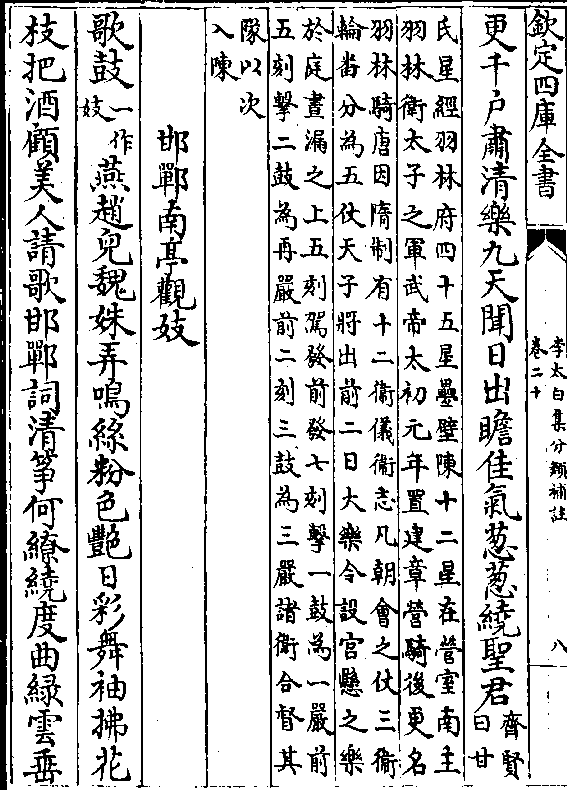 欽定四庫全書
李太白集分類補註
卷二十
八
更千戶肅清樂九天聞日出瞻佳氣葱葱繞聖君齊賢
曰甘
氏星經羽林府四十五星壘壁陳十二星在營室南主
羽林衛太子之軍武帝太初元年置建章營騎後更名
羽林騎唐因隋制有十二衛儀衛志凡朝會之仗三衛
輪畨分為五仗天子將出前二日大樂令設宮懸之樂
於庭晝漏之上五刻駕發前發七刻擊一鼓為一嚴前
五刻擊二鼓為再嚴前二刻三鼓為三嚴諸衛合督其
隊以次
入陳
邯鄲南亭觀妓
歌鼓一作
妓燕趙兒魏姝弄鳴絲粉色艷日彩舞袖拂花
枝把酒顧美人請歌邯鄲詞清箏何繚繞度曲緑雲垂